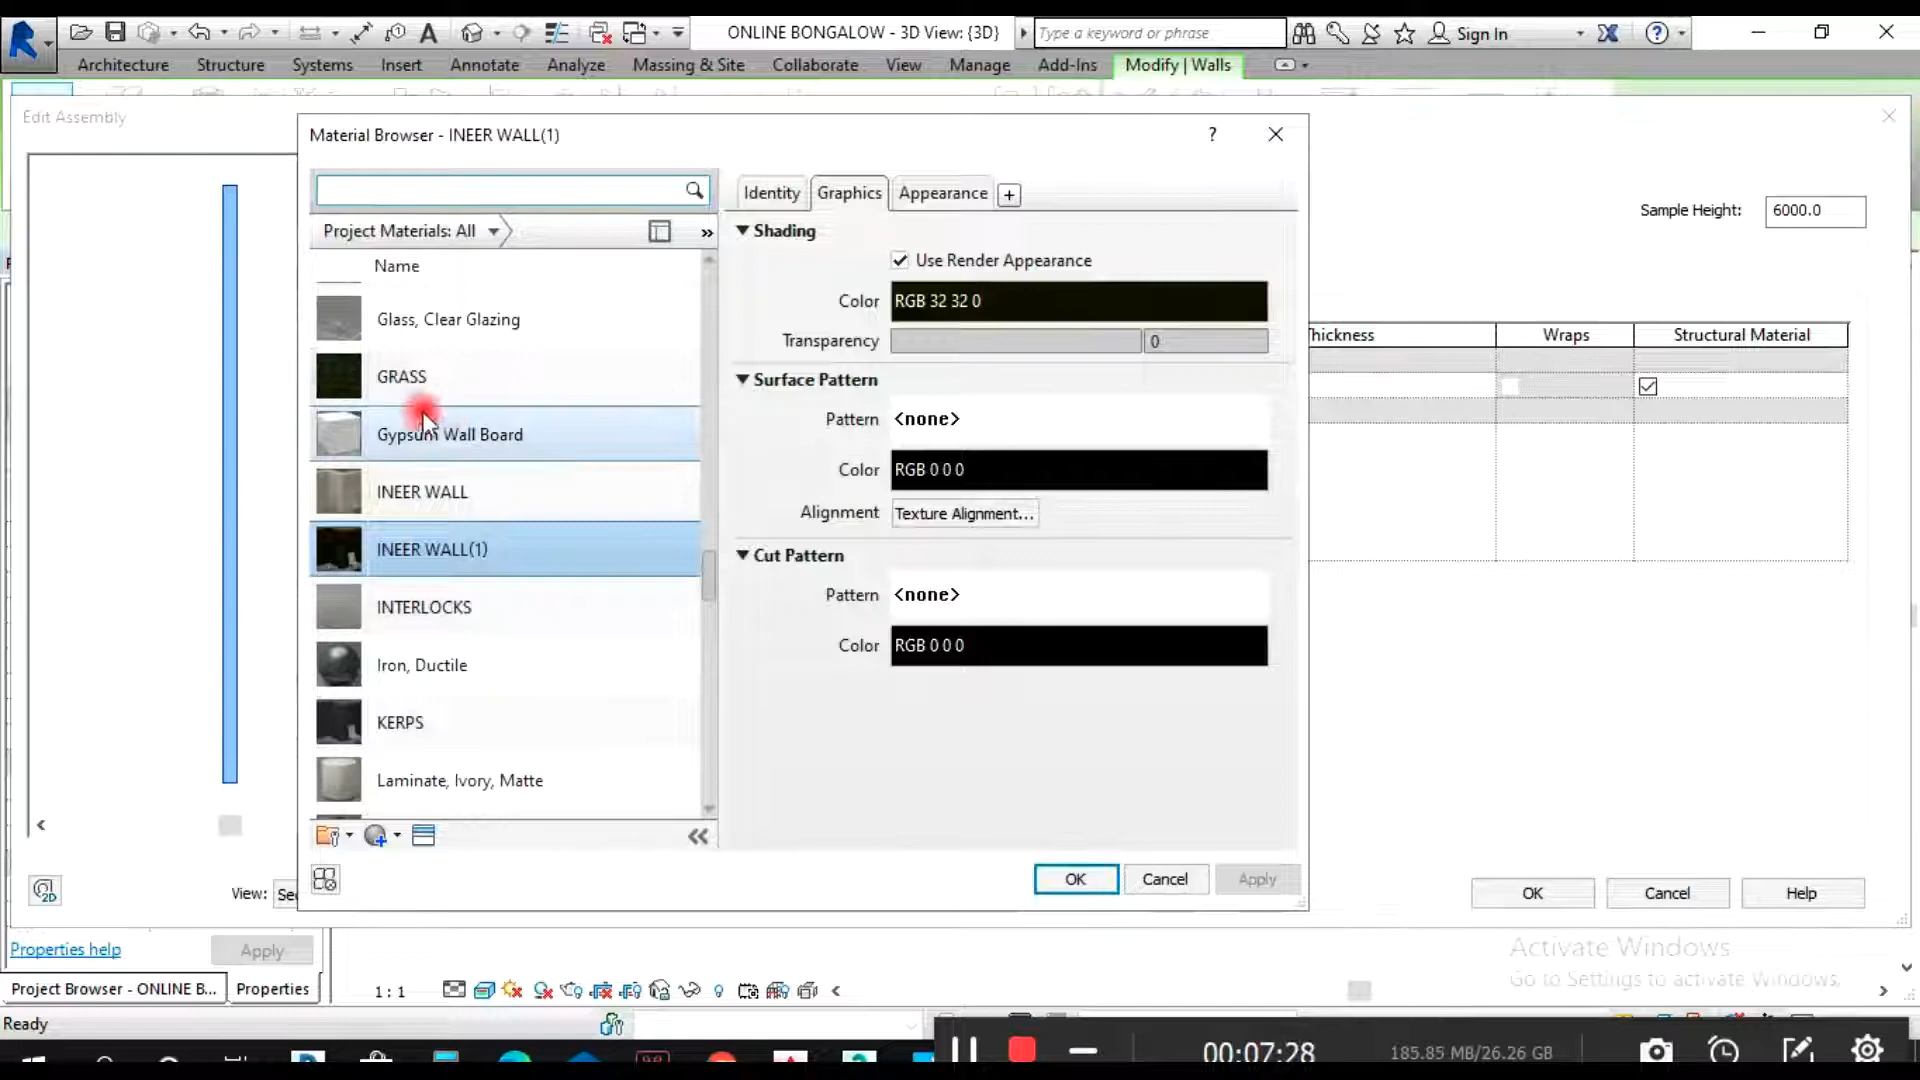 ONLINE BONGALOW - 3D View: {3D}
Type a keyword or phrase
Sign In
Architecture Structure Systems Insert Annotate Analyze Massing & Site Collaborate View Manage Add-Ins Modify | Walls
Edit Assembly
Material Browser - INEER WALL(1)
Project Materials: All
Name
Glass, Clear Glazing
GRASS
Gypsum Wall Board
INEER WALL
INEER WALL(1)
INTERLOCKS
Iron, Ductile
KERPS
Laminate, Ivory, Matte
Identity Graphics Appearance
Shading
Use Render Appearance
Color RGB 32 32 0
Transparency 0
Surface Pattern
Pattern <none>
Color RGB 0 0 0
Alignment Texture Alignment...
Cut Pattern
Pattern <none>
Color RGB 0 0 0
OK Cancel Apply
Sample Height: 6000.0
hickness Wraps Structural Material
View: Sec
OK Cancel Help
Properties help Apply
Activate Windows
Go to Settings to activate Windows.
Project Browser - ONLINE B... Properties
1 : 1
Ready
00:07:28
185.85 MB/26.26 GB